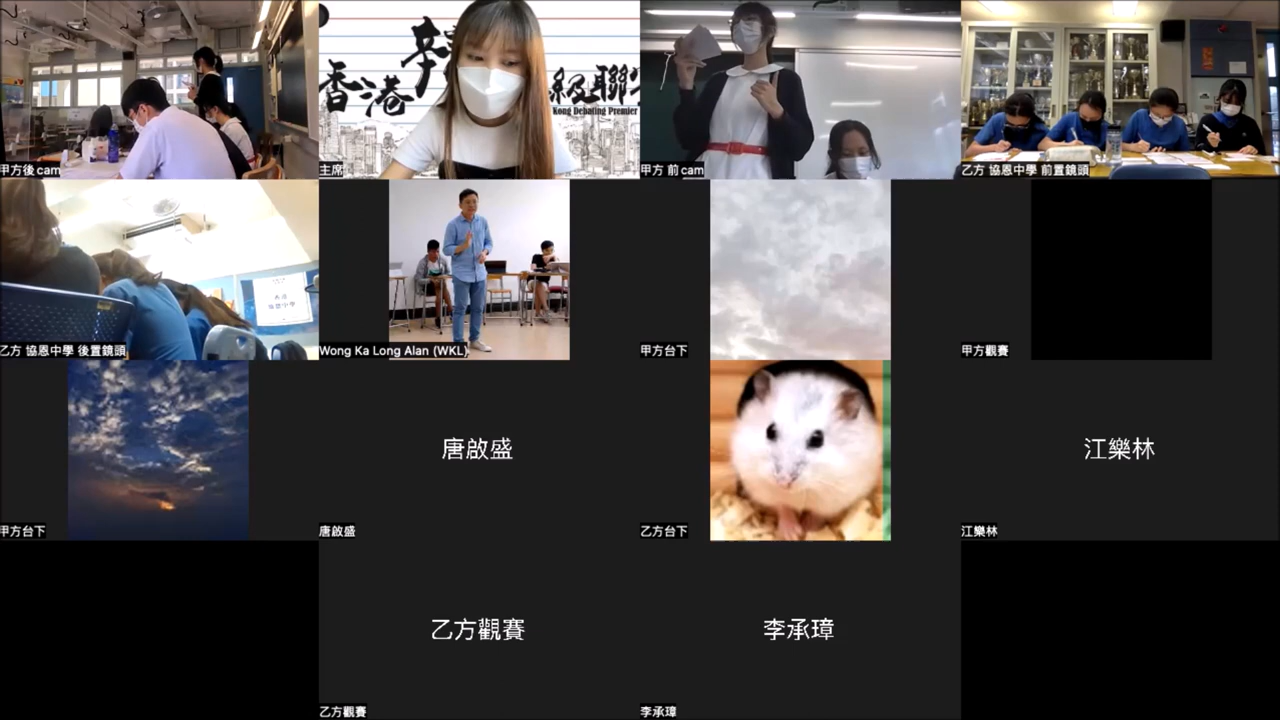 香港
級聯
Kong Debating Premier
甲方後cam
主席
甲方 前cam
乙方 協恩中學 前置鏡頭
乙方 協恩中學 後置鏡頭
Wong Ka Long Alan (WKL)
甲方台下
甲方觀賽
唐啟盛
江樂林
甲方台下
唐啟盛
乙方台下
江樂林
乙方觀賽
李承璋
乙方觀賽
李承璋